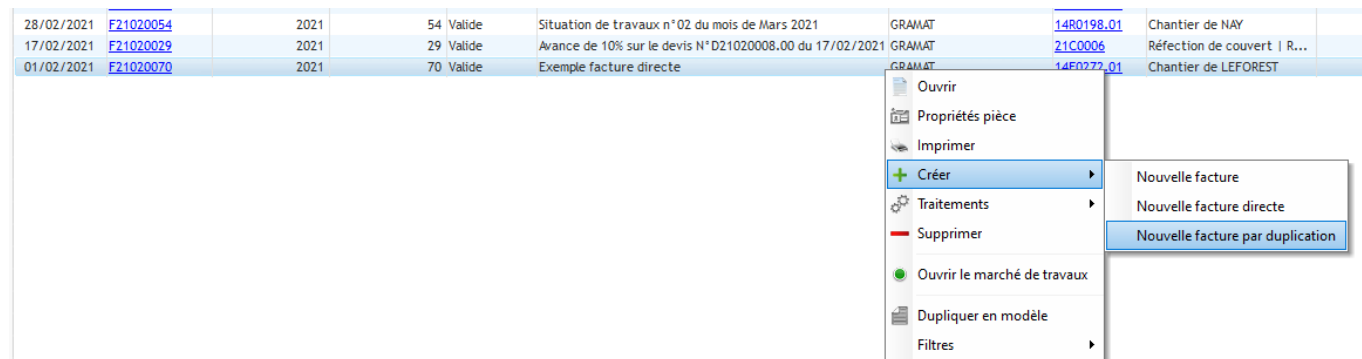 28/02/2021 F21020054 2021 54 Valide Situation de travaux n°02 du mois de Mars 2021 GRAMAT 14R0198.01 Chantier de NAY
17/02/2021 F21020029 2021 29 Valide Avance de 10% sur le devis N°D21020008.00 du 17/02/2021 GRAMAT 21C0006 Réfection de couvert | R...
01/02/2021 F21020070 2021 70 Valide Exemple facture directe GRAMAT 14F0272.01 Chantier de LEFOREST
Ouvrir
Propriétés pièce
Imprimer
Créer
Nouvelle facture
Traitements
Nouvelle facture directe
Supprimer
Nouvelle facture par duplication
Ouvrir le marché de travaux
Dupliquer en modèle
Filtres